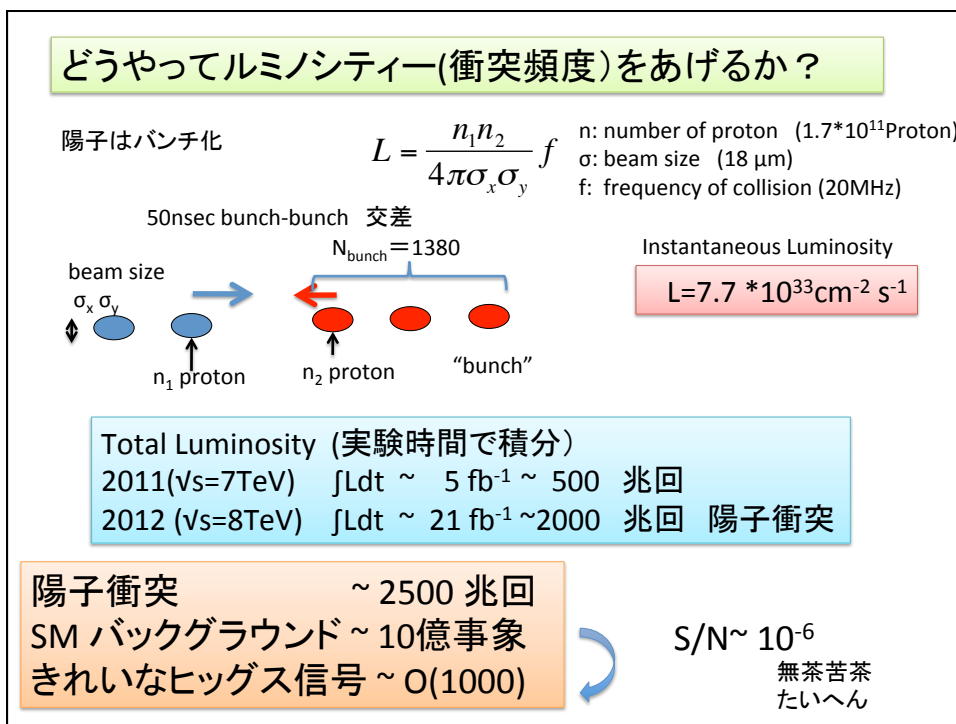 どうやってルミノシティー(衝突頻度）をあげるか？
陽子はバンチ化
L = n₁n₂ / 4πσₓσᵧ f
n: number of proton (1.7*10¹¹Proton)
σ: beam size (18 μm)
f: frequency of collision (20MHz)
50nsec bunch-bunch 交差
N_bunch＝1380
beam size
σₓ σᵧ
n₁ proton
n₂ proton
“bunch”
Instantaneous Luminosity
L=7.7 *10³³cm⁻² s⁻¹
Total Luminosity (実験時間で積分）
2011(√s=7TeV) ∫Ldt ~ 5 fb⁻¹ ~ 500 兆回
2012 (√s=8TeV) ∫Ldt ~ 21 fb⁻¹ ~2000 兆回 陽子衝突
陽子衝突 ~ 2500 兆回
SM バックグラウンド ~ 10億事象
きれいなヒッグス信号 ~ O(1000)
S/N~ 10⁻⁶
無茶苦茶
たいへん